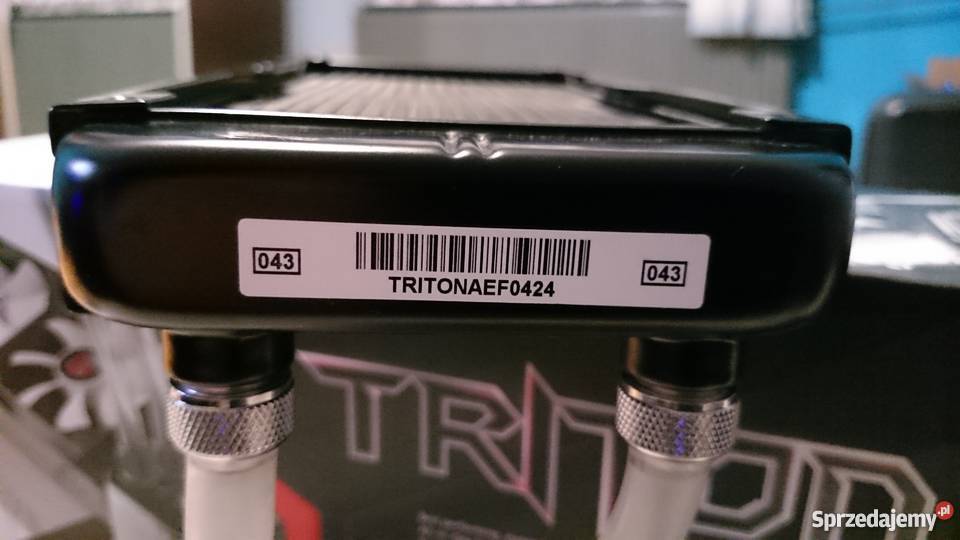 043
TRITONAEF0424
043
TRITON
Sprzedajemy.pl